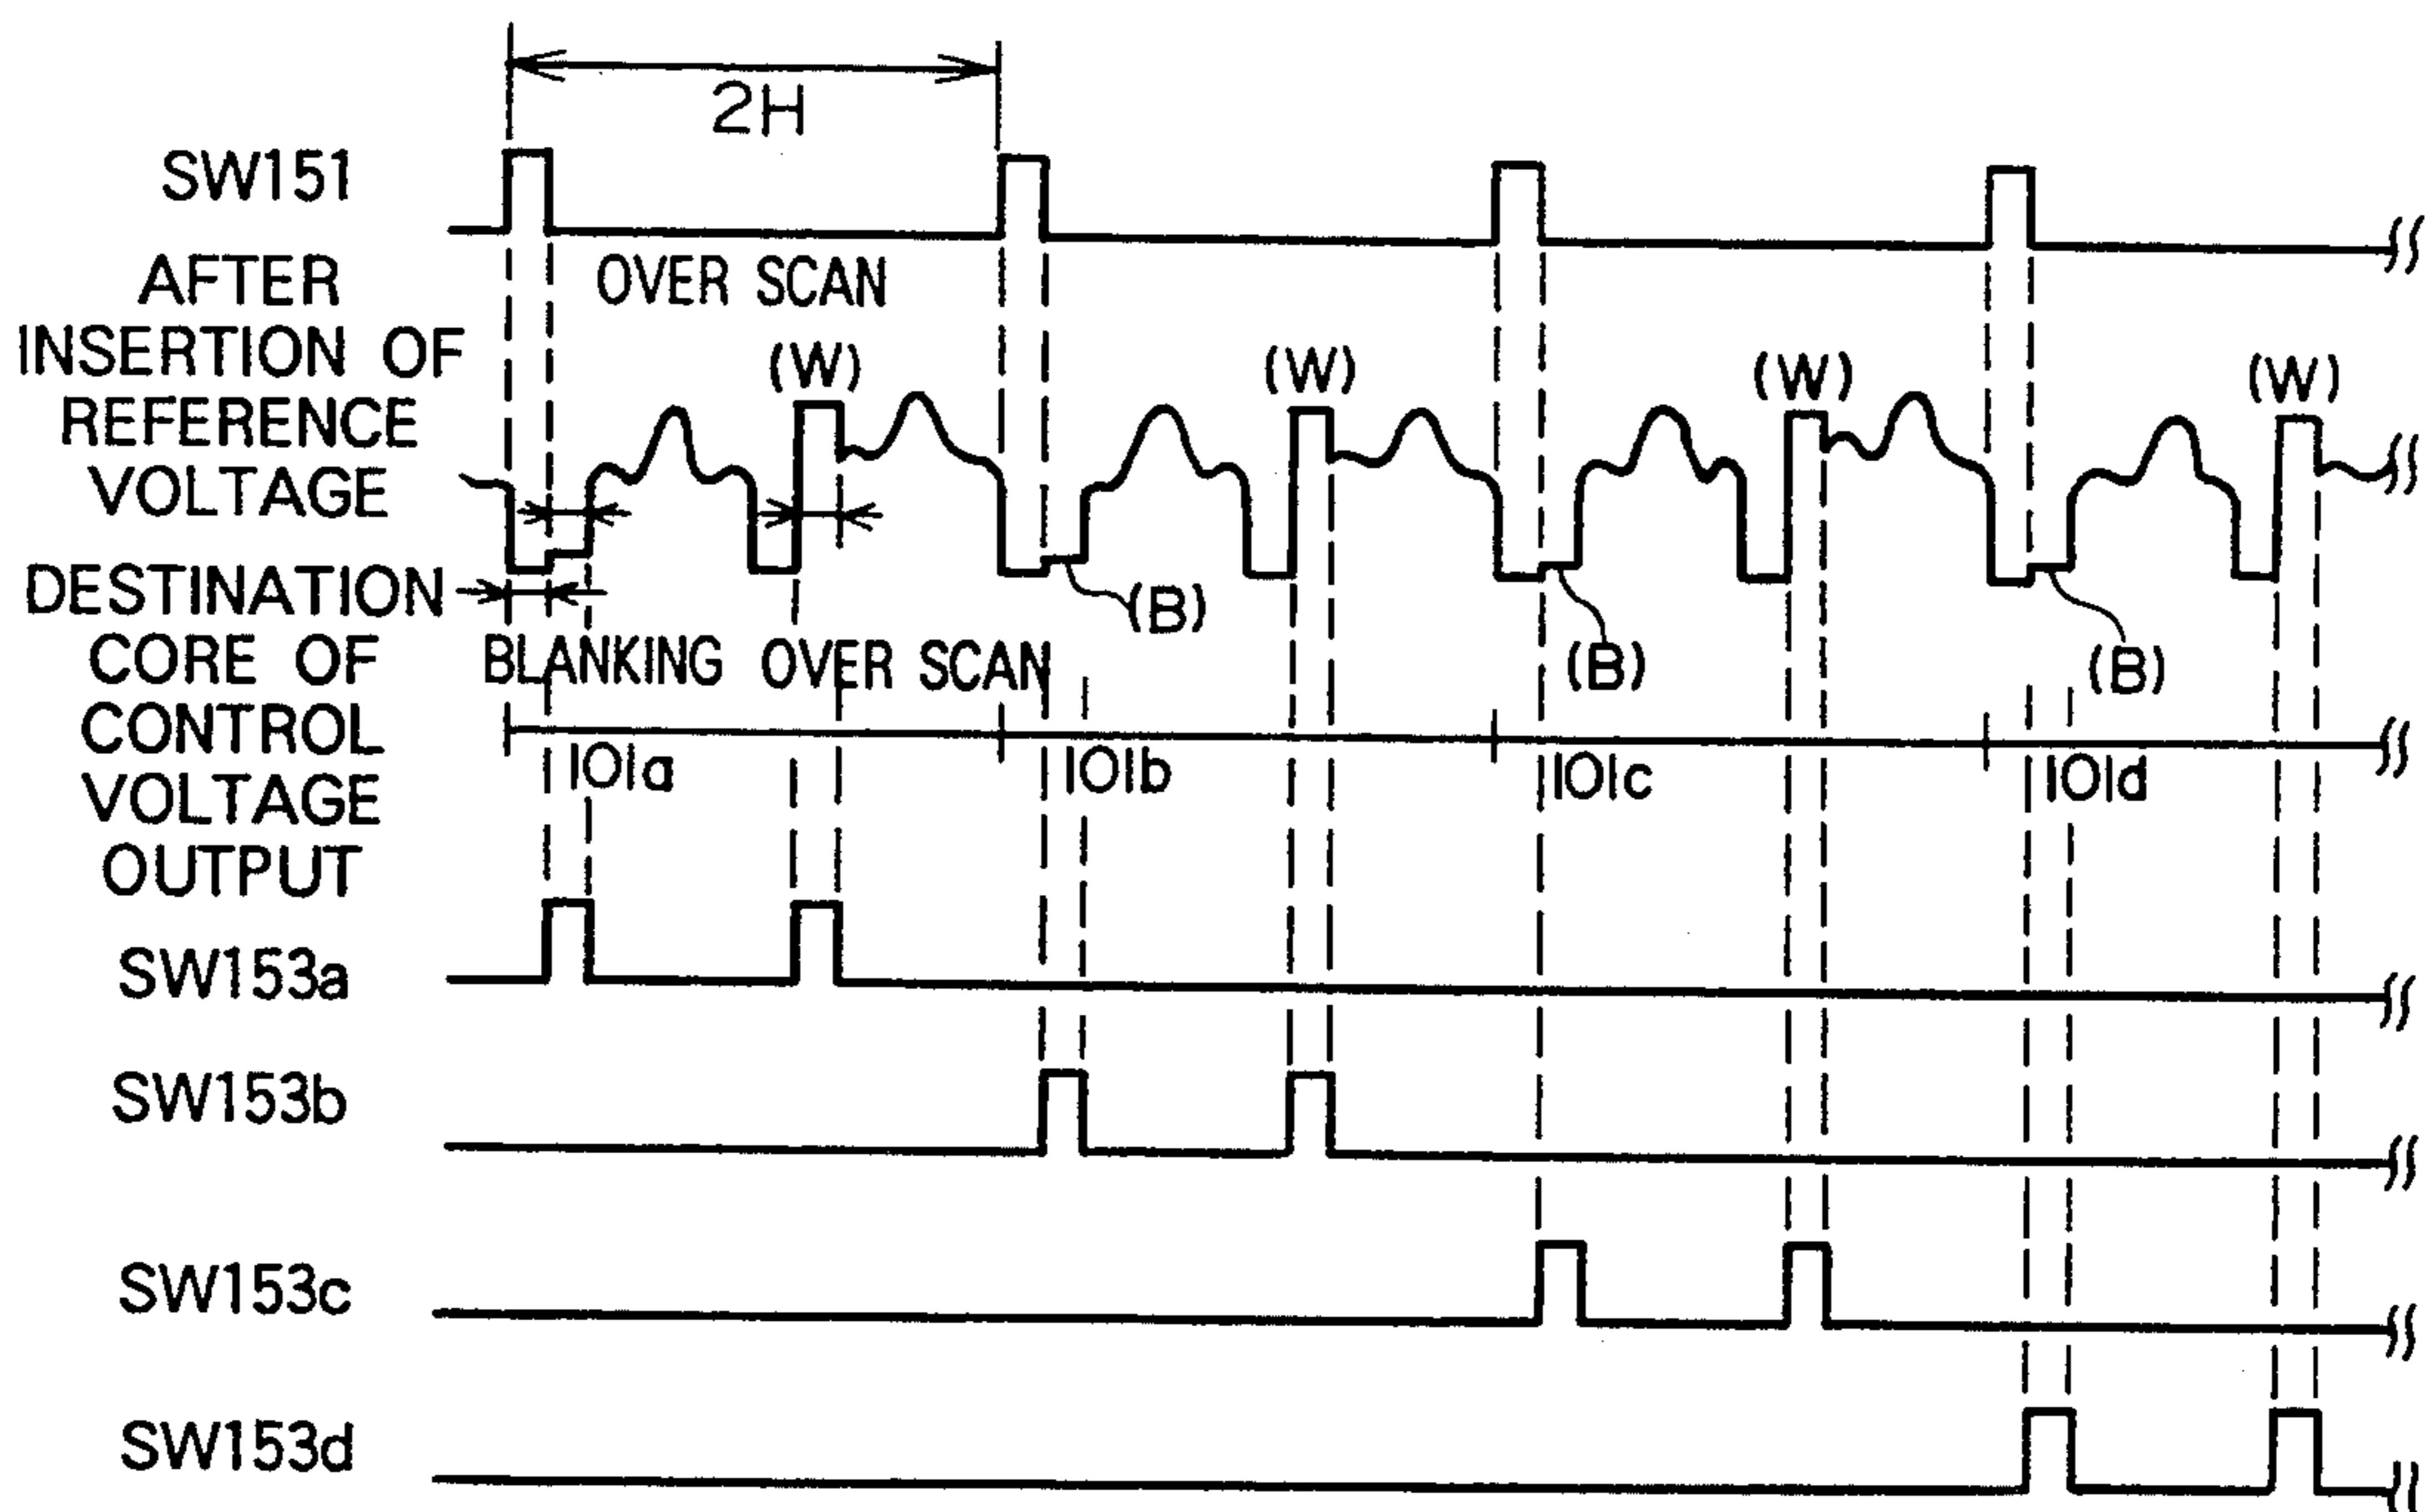 2H
SW151
AFTER
INSERTION OF
REFERENCE
VOLTAGE
OVER SCAN
(W)
(W)
(W)
(W)
(B)
(B)
(B)
BLANKING OVER SCAN
DESTINATION
CORE OF
CONTROL
VOLTAGE
OUTPUT
101a
101b
101c
101d
SW153a
SW153b
SW153c
SW153d